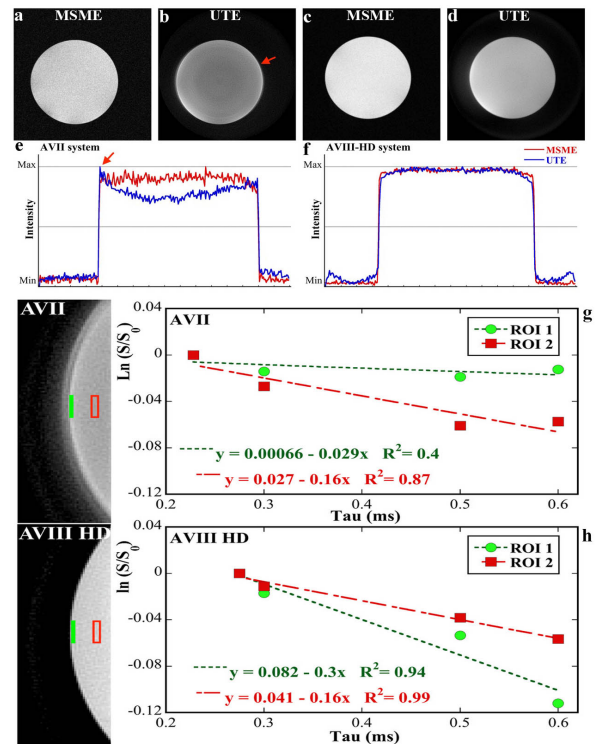 a MSME
b UTE
c MSME
d UTE
e AVII system
f AVIII-HD system
MSME
UTE
Max
Intensity
Min
Max
Intensity
Min
AVII
AVII
g
ROI 1
ROI 2
Ln (S/S0)
0.04
0
-0.04
-0.08
-0.12
y = 0.00066 - 0.029x R2= 0.4
y = 0.027 - 0.16x R2= 0.87
0.2 0.3 0.4 0.5 0.6
Tau (ms)
AVIII HD
AVIII HD
h
ROI 1
ROI 2
ln (S/S0)
0.04
0
-0.04
-0.08
-0.12
y = 0.082 - 0.3x R2= 0.94
y = 0.041 - 0.16x R2= 0.99
0.2 0.3 0.4 0.5 0.6
Tau (ms)